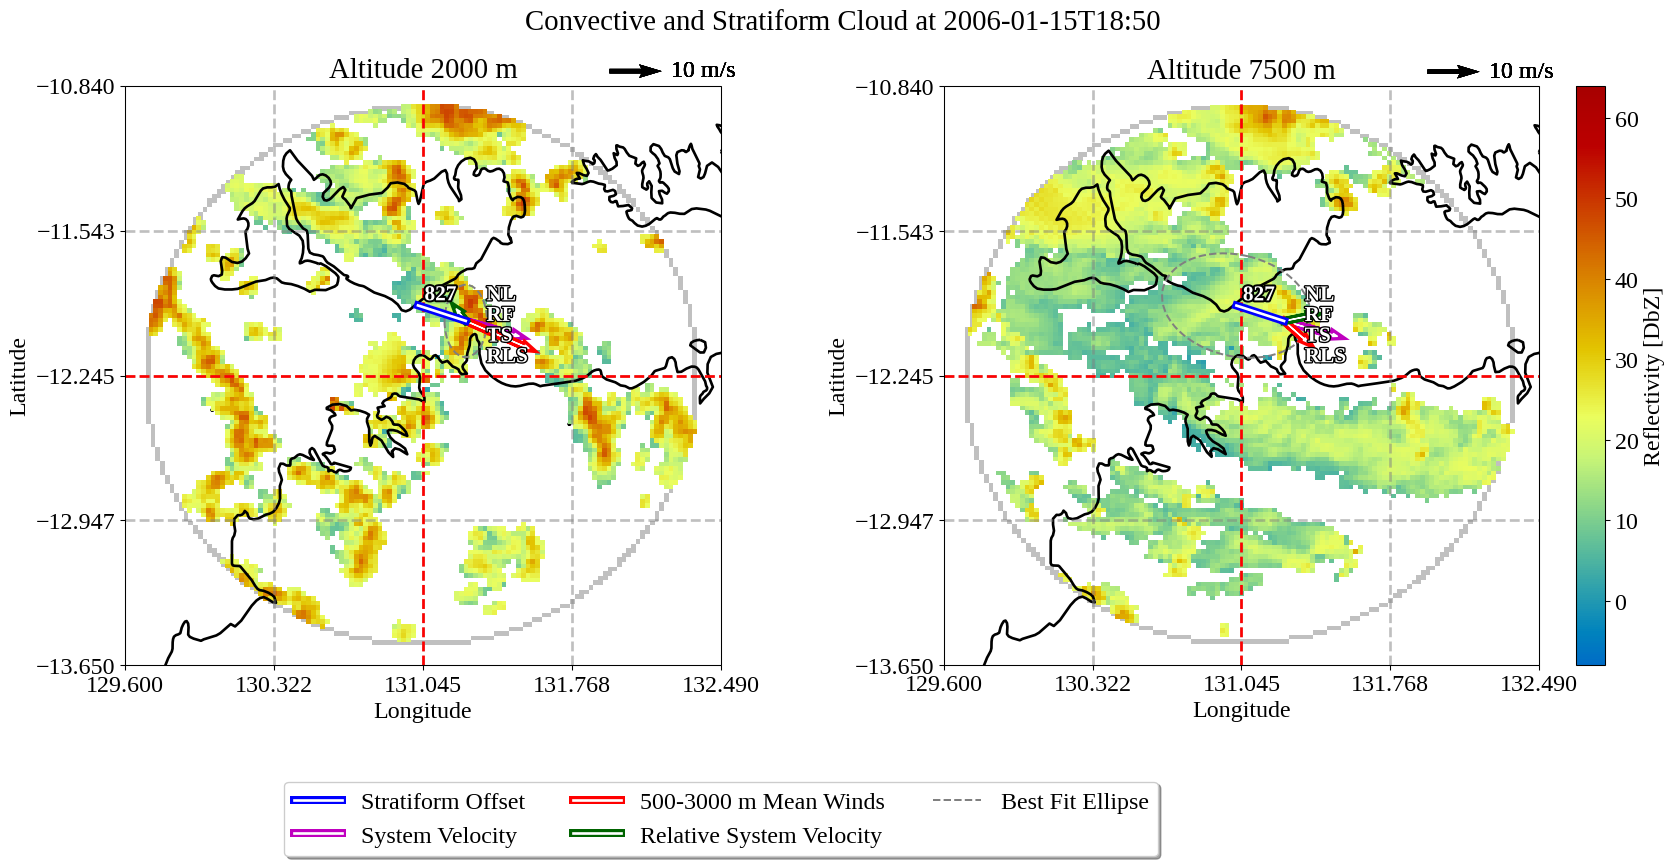 Convective and Stratiform Cloud at 2006-01-15T18:50
Altitude 2000 m
10 m/s
Altitude 7500 m
10 m/s
−10.840
−11.543
−12.245
−12.947
−13.650
Latitude
129.600
130.322
131.045
131.768
132.490
Longitude
827
NL
RF
TS
RLS
−10.840
−11.543
−12.245
−12.947
−13.650
Latitude
129.600
130.322
131.045
131.768
132.490
Longitude
827
NL
RF
TS
RLS
60
50
40
30
20
10
0
Reflectivity [DbZ]
Stratiform Offset
System Velocity
500-3000 m Mean Winds
Relative System Velocity
Best Fit Ellipse